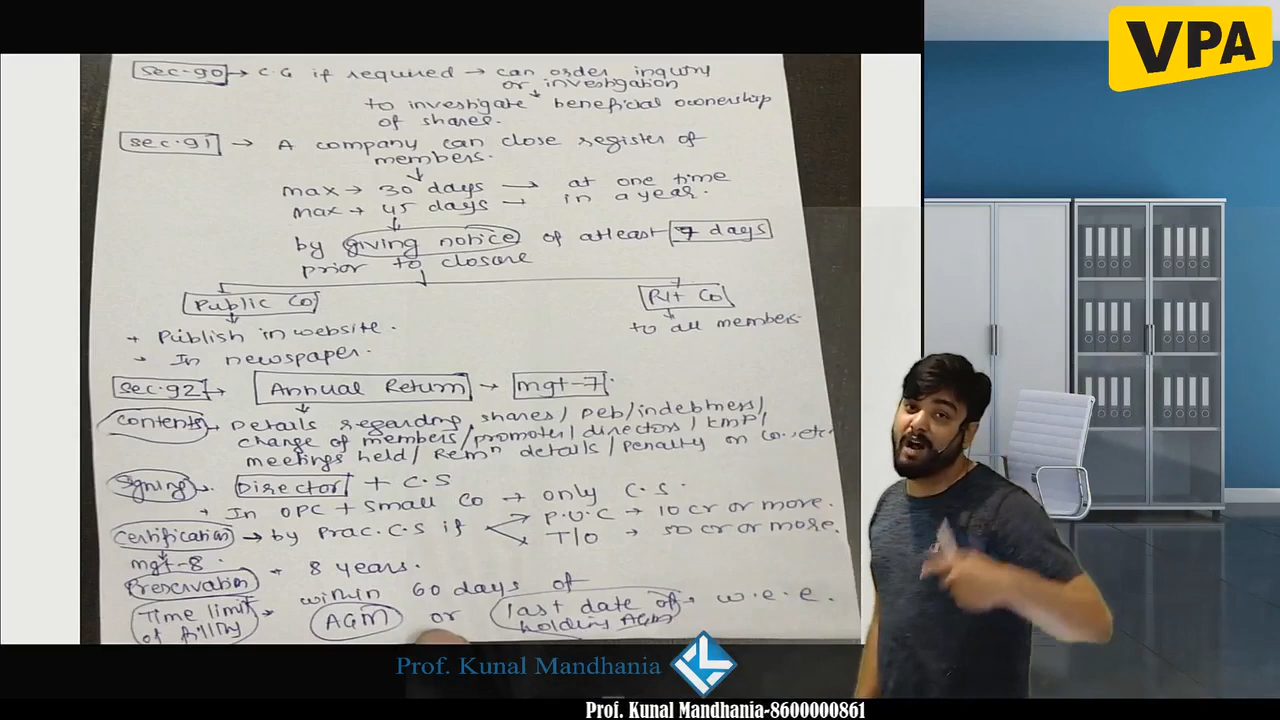 VPA
Sec-90 → C.G if required → can order inquiry
or investigation
to investigate beneficial ownership
of shares.
Sec.91 → A company can close register of
members.
max → 30 days → at one time
max → 45 days → in a year.
by giving notice of atleast 7 days
prior to closure
Public Co
Pvt Co
→ Publish in website.
→ In newspaper.
to all members
Sec.92 → Annual Return → mgt-7.
Contents → Details regarding shares/ Deb/indebtness/
change of members/promoter/directors/KMP/
meetings held/ Remn details/Penalty on Co., etc.
Signing → Director + C.S
→ In OPC + Small Co → only C.S.
Certification → by Prac. C.S if P.U.C → 10 cr or more.
T/O → 50 cr or more.
mgt-8.
Preservation → 8 years.
Time limit of filling → within 60 days of
AGM or last date of holding AGM → w.e.e.
Prof. Kunal Mandhania
Prof. Kunal Mandhania-8600000861